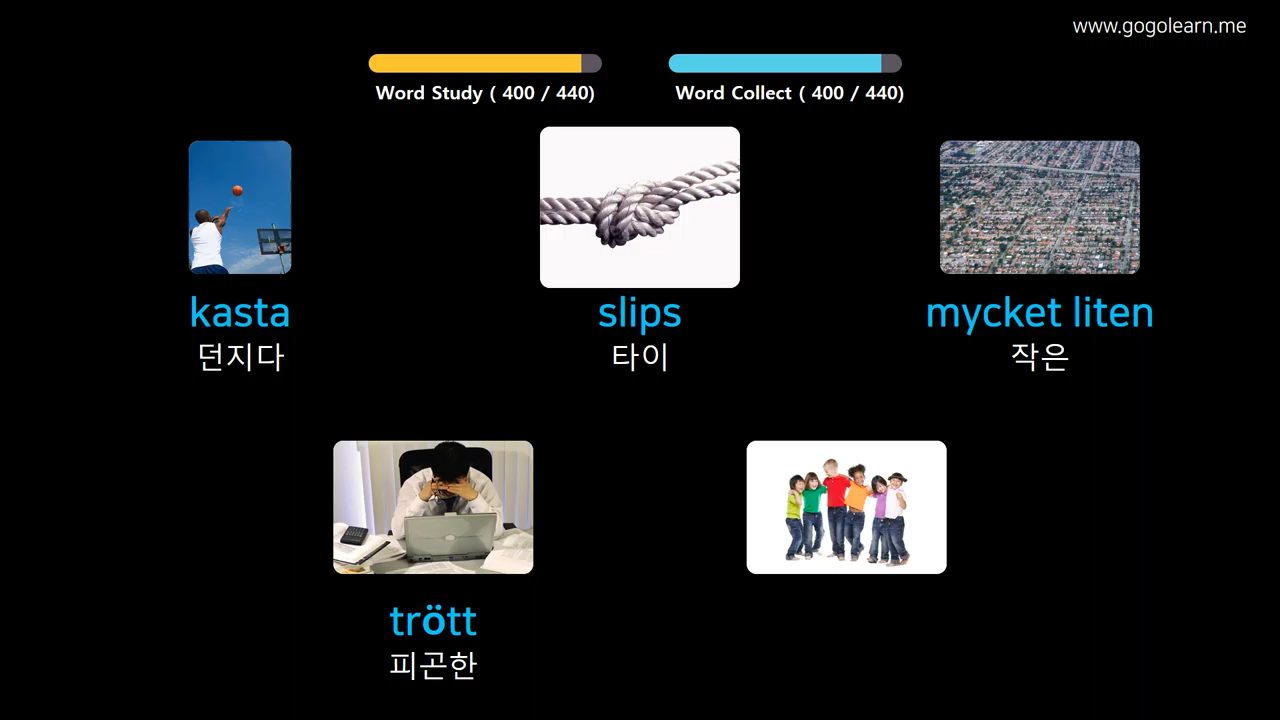 www.gogolearn.me
Word Study ( 400 / 440)
Word Collect ( 400 / 440)
kasta
던지다
slips
타이
mycket liten
작은
trött
피곤한